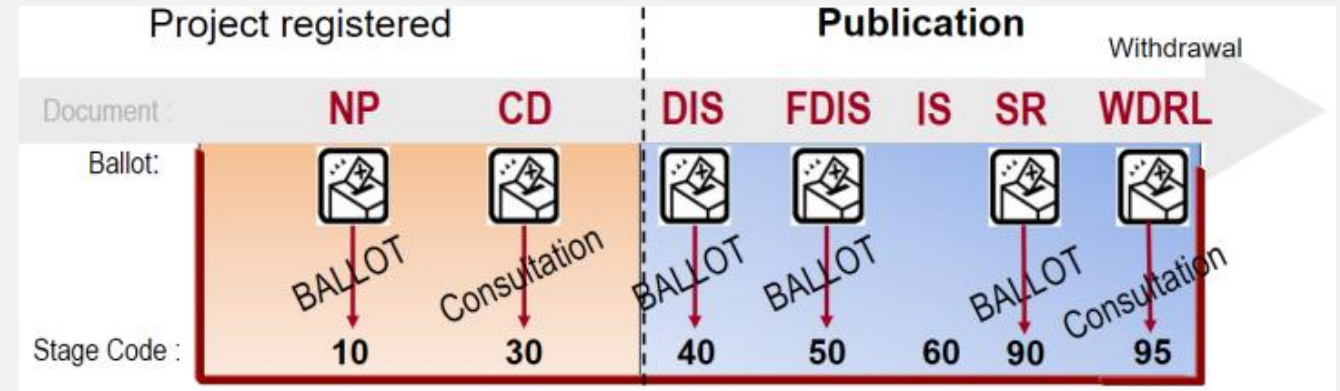 Project registered
Publication
Withdrawal
Document :
NP CD DIS FDIS IS SR WDRL
Ballot:
BALLOT Consultation BALLOT BALLOT BALLOT Consultation
Stage Code :
10 30 40 50 60 90 95